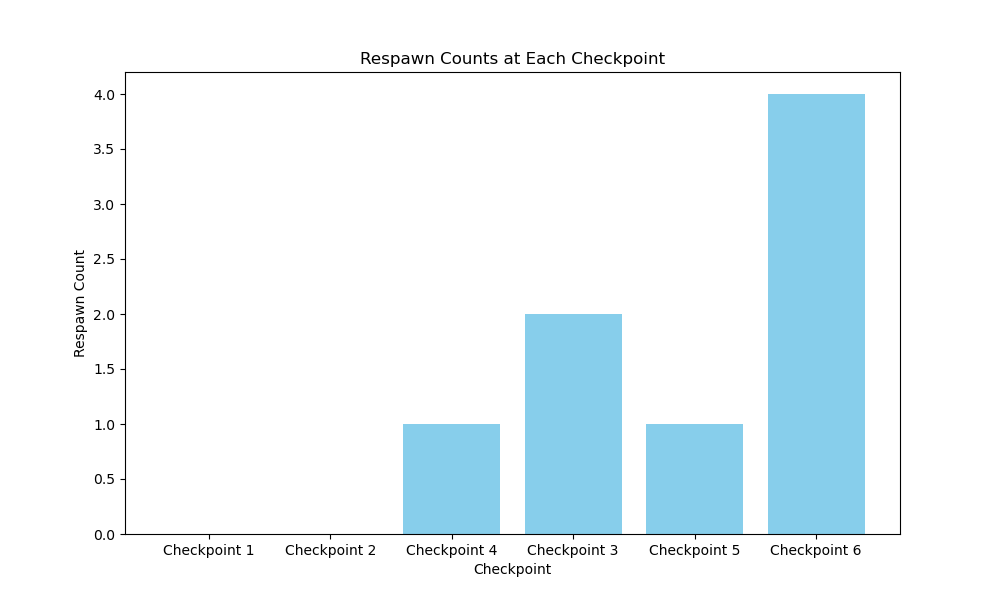 Respawn Counts at Each Checkpoint
4.0
3.5
3.0
2.5
2.0
1.5
1.0
0.5
0.0
Respawn Count
Checkpoint 1
Checkpoint 2
Checkpoint 4
Checkpoint 3
Checkpoint 5
Checkpoint 6
Checkpoint